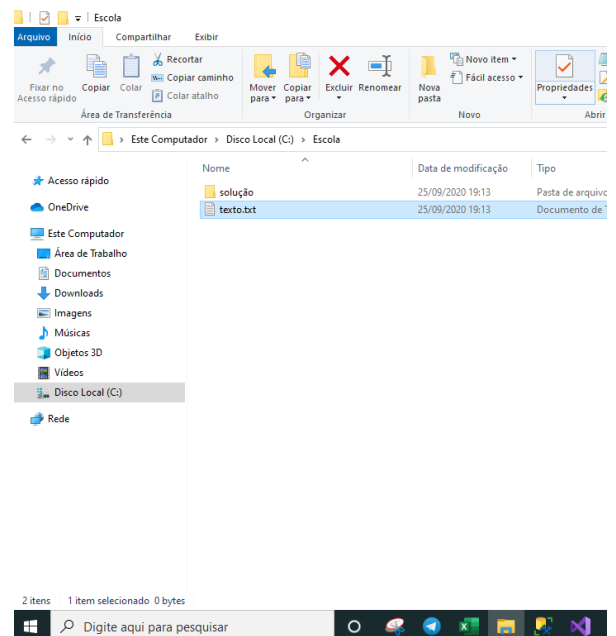 Escola
Arquivo Início Compartilhar Exibir
Fixar no Acesso rápido
Copiar
Colar
Recortar
Copiar caminho
Colar atalho
Mover para
Copiar para
Excluir
Renomear
Nova pasta
Novo item
Fácil acesso
Propriedades
Área de Transferência Organizar Novo Abrir
Este Computador > Disco Local (C:) > Escola
Nome Data de modificação Tipo
solução 25/09/2020 19:13 Pasta de arquivo
texto.txt 25/09/2020 19:13 Documento de
Acesso rápido
OneDrive
Este Computador
Área de Trabalho
Documentos
Downloads
Imagens
Músicas
Objetos 3D
Vídeos
Disco Local (C:)
Rede
2 itens 1 item selecionado 0 bytes
Digite aqui para pesquisar